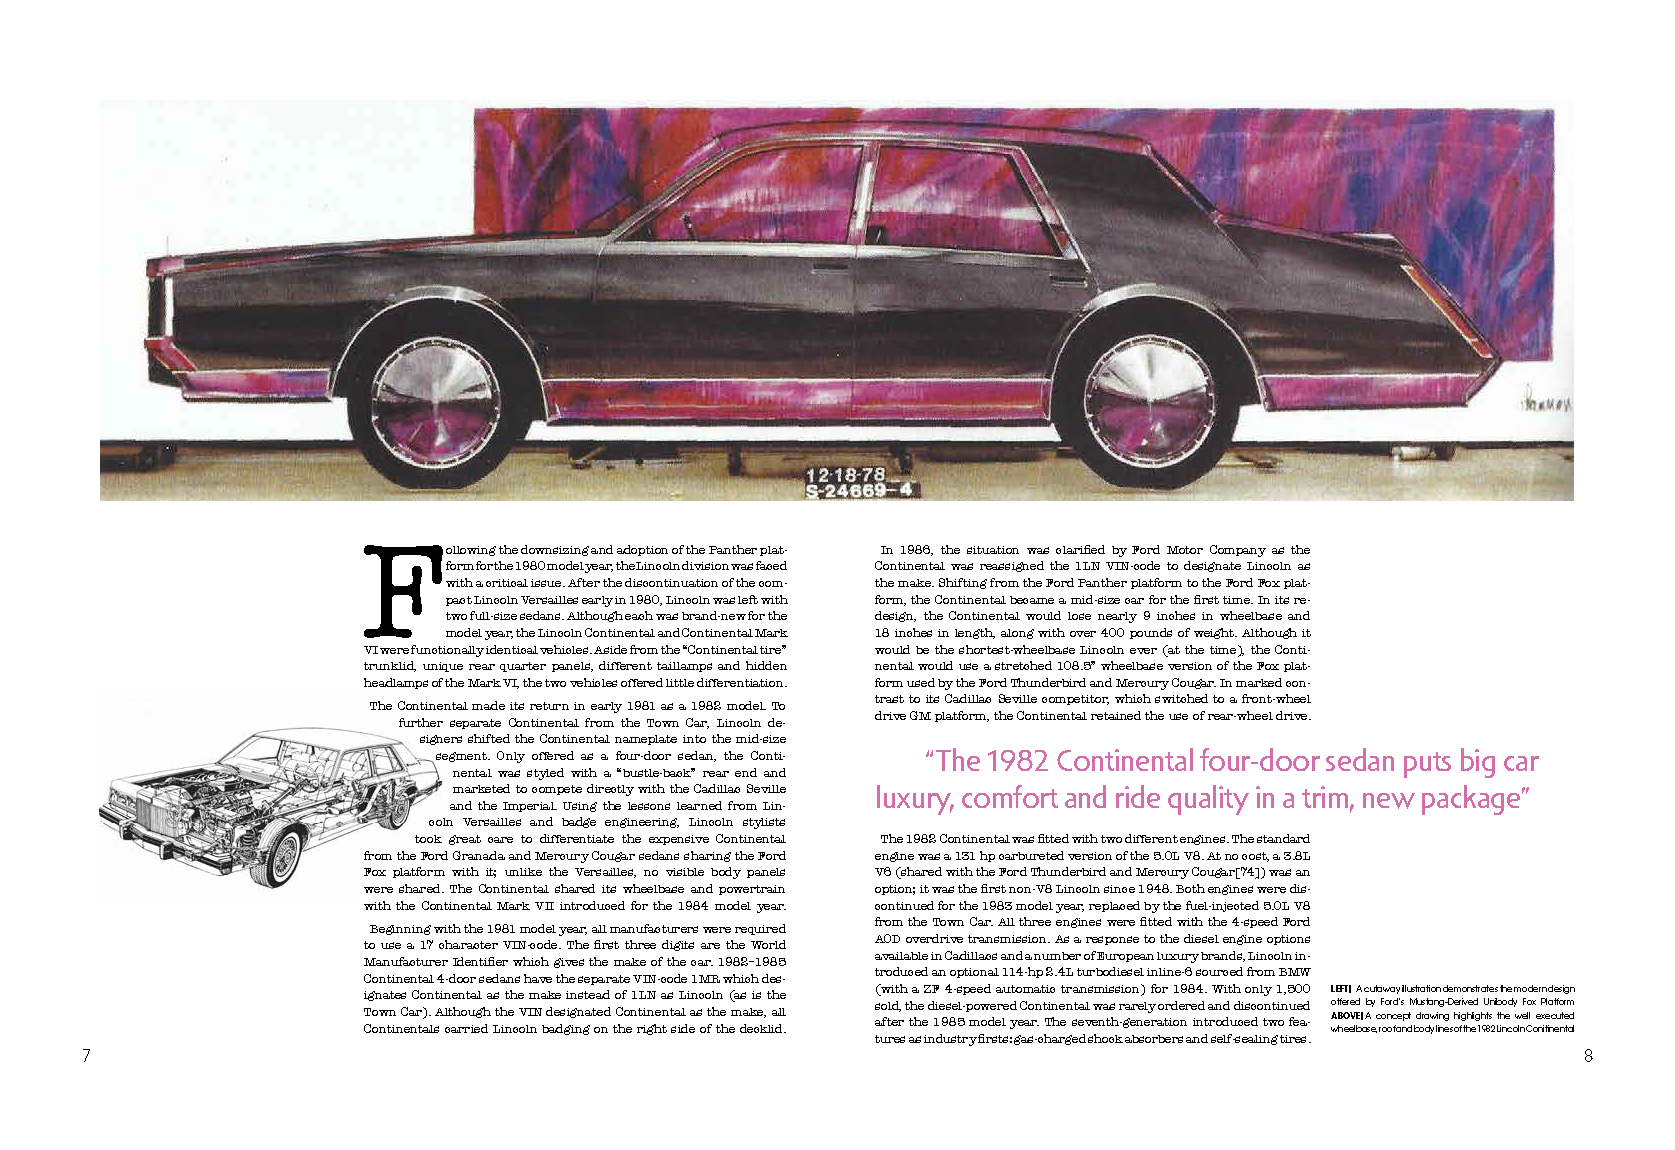 12-18-78
S-24669-4
Following the downsizing and adoption of the Panther plat-
form for the 1980 model year, the Lincoln division was faced
with a critical issue. After the discontinuation of the com-
pact Lincoln Versailles early in 1980, Lincoln was left with
two full-size sedans. Although each was brand-new for the
model year, the Lincoln Continental and Continental Mark
VI were functionally identical vehicles. Aside from the “Continental tire”
trunklid, unique rear quarter panels, different taillamps and hidden
headlamps of the Mark VI, the two vehicles offered little differentiation.
The Continental made its return in early 1981 as a 1982 model. To
further separate Continental from the Town Car, Lincoln de-
signers shifted the Continental nameplate into the mid-size
segment. Only offered as a four-door sedan, the Conti-
nental was styled with a “bustle-back” rear end and
marketed to compete directly with the Cadillac Seville
and the Imperial. Using the lessons learned from Lin-
coln Versailles and badge engineering, Lincoln stylists
took great care to differentiate the expensive Continental
from the Ford Granada and Mercury Cougar sedans sharing the Ford
Fox platform with it; unlike the Versailles, no visible body panels
were shared. The Continental shared its wheelbase and powertrain
with the Continental Mark VII introduced for the 1984 model year.
Beginning with the 1981 model year, all manufacturers were required
to use a 17 character VIN-code. The first three digits are the World
Manufacturer Identifier which gives the make of the car. 1982–1985
Continental 4-door sedans have the separate VIN-code 1MR which des-
ignates Continental as the make instead of 1LN as Lincoln (as is the
Town Car). Although the VIN designated Continental as the make, all
Continentals carried Lincoln badging on the right side of the decklid.
7
In 1986, the situation was clarified by Ford Motor Company as the
Continental was reassigned the 1LN VIN-code to designate Lincoln as
the make. Shifting from the Ford Panther platform to the Ford Fox plat-
form, the Continental became a mid-size car for the first time. In its re-
design, the Continental would lose nearly 9 inches in wheelbase and
18 inches in length, along with over 400 pounds of weight. Although it
would be the shortest-wheelbase Lincoln ever (at the time), the Conti-
nental would use a stretched 108.5” wheelbase version of the Fox plat-
form used by the Ford Thunderbird and Mercury Cougar. In marked con-
trast to its Cadillac Seville competitor, which switched to a front-wheel
drive GM platform, the Continental retained the use of rear-wheel drive.
“The 1982 Continental four-door sedan puts big car
luxury, comfort and ride quality in a trim, new package”
The 1982 Continental was fitted with two different engines. The standard
engine was a 131 hp carbureted version of the 5.0L V8. At no cost, a 3.8L
V6 (shared with the Ford Thunderbird and Mercury Cougar[74]) was an
option; it was the first non-V8 Lincoln since 1948. Both engines were dis-
continued for the 1983 model year, replaced by the fuel-injected 5.0L V8
from the Town Car. All three engines were fitted with the 4-speed Ford
AOD overdrive transmission. As a response to the diesel engine options
available in Cadillacs and a number of European luxury brands, Lincoln in-
troduced an optional 114-hp 2.4L turbodiesel inline-6 sourced from BMW
(with a ZF 4-speed automatic transmission) for 1984. With only 1,500
sold, the diesel-powered Continental was rarely ordered and discontinued
after the 1985 model year. The seventh-generation introduced two fea-
tures as industry firsts: gas-charged shock absorbers and self-sealing tires.
LEFT| A cutaway illustration demonstrates the modern design
offered by Ford's Mustang-Derived Unibody Fox Platform
ABOVE| A concept drawing highlights the well executed
wheelbase, roof and body lines of the 1982 Lincoln Conitinental
8